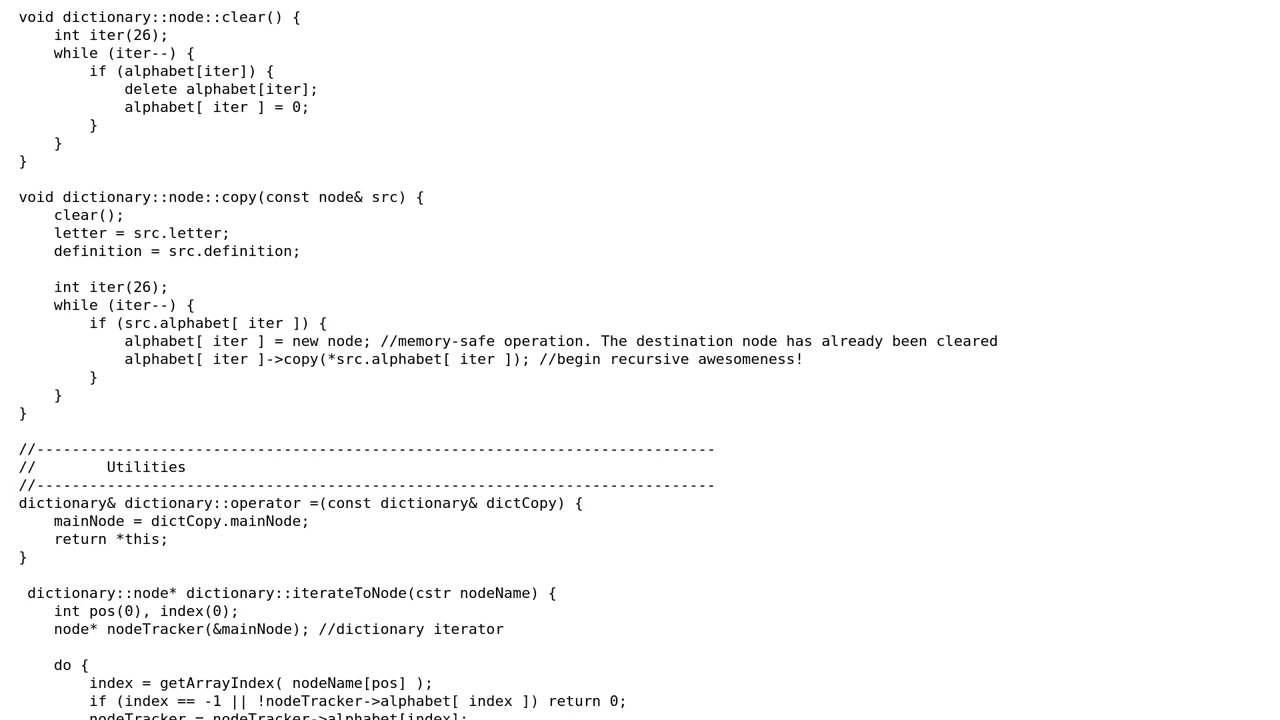 void dictionary::node::clear() {
    int iter(26);
    while (iter--) {
        if (alphabet[iter]) {
            delete alphabet[iter];
            alphabet[ iter ] = 0;
        }
    }
}

void dictionary::node::copy(const node& src) {
    clear();
    letter = src.letter;
    definition = src.definition;

    int iter(26);
    while (iter--) {
        if (src.alphabet[ iter ]) {
            alphabet[ iter ] = new node; //memory-safe operation. The destination node has already been cleared
            alphabet[ iter ]->copy(*src.alphabet[ iter ]); //begin recursive awesomeness!
        }
    }
}

//-----------------------------------------------------------------------------
//        Utilities
//-----------------------------------------------------------------------------
dictionary& dictionary::operator =(const dictionary& dictCopy) {
    mainNode = dictCopy.mainNode;
    return *this;
}

 dictionary::node* dictionary::iterateToNode(cstr nodeName) {
    int pos(0), index(0);
    node* nodeTracker(&mainNode); //dictionary iterator

    do {
        index = getArrayIndex( nodeName[pos] );
        if (index == -1 || !nodeTracker->alphabet[ index ]) return 0;
        nodeTracker = nodeTracker->alphabet[index];